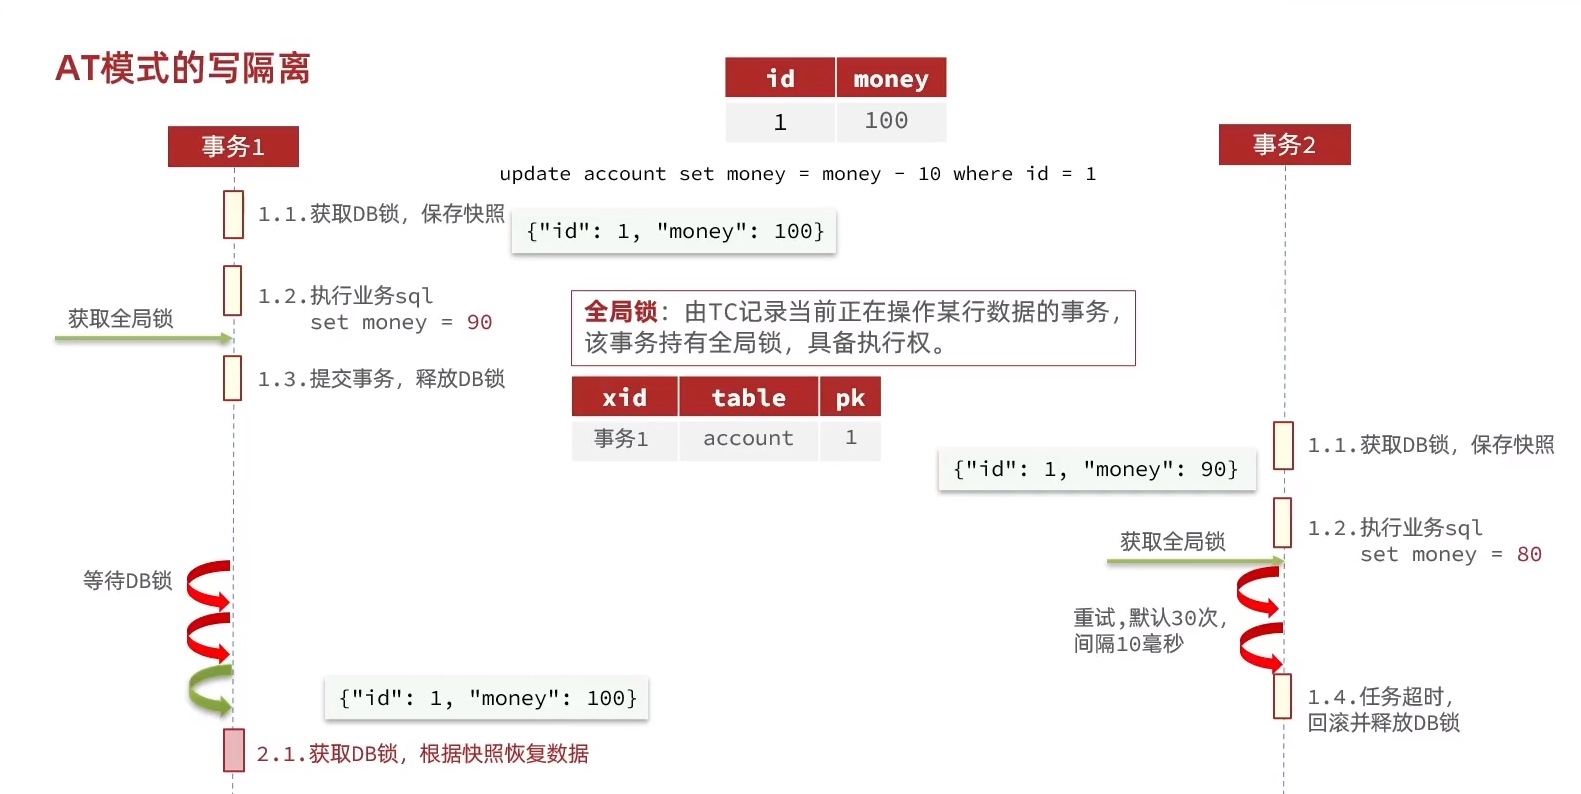 AT模式的写隔离
id money
1 100
事务1
事务2
update account set money = money - 10 where id = 1
1.1.获取DB锁，保存快照
{"id": 1, "money": 100}
1.2.执行业务sql
set money = 90
获取全局锁
1.3.提交事务，释放DB锁
全局锁：由TC记录当前正在操作某行数据的事务，
该事务持有全局锁，具备执行权。
xid table pk
事务1 account 1
1.1.获取DB锁，保存快照
{"id": 1, "money": 90}
1.2.执行业务sql
set money = 80
获取全局锁
等待DB锁
重试,默认30次，
间隔10毫秒
1.4.任务超时，
回滚并释放DB锁
{"id": 1, "money": 100}
2.1.获取DB锁，根据快照恢复数据